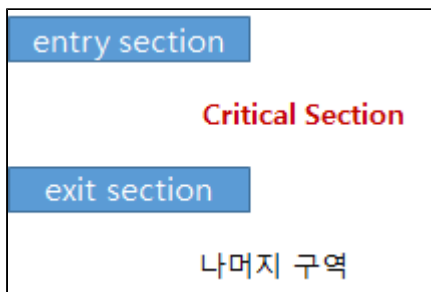 entry section
Critical Section
exit section
나머지 구역